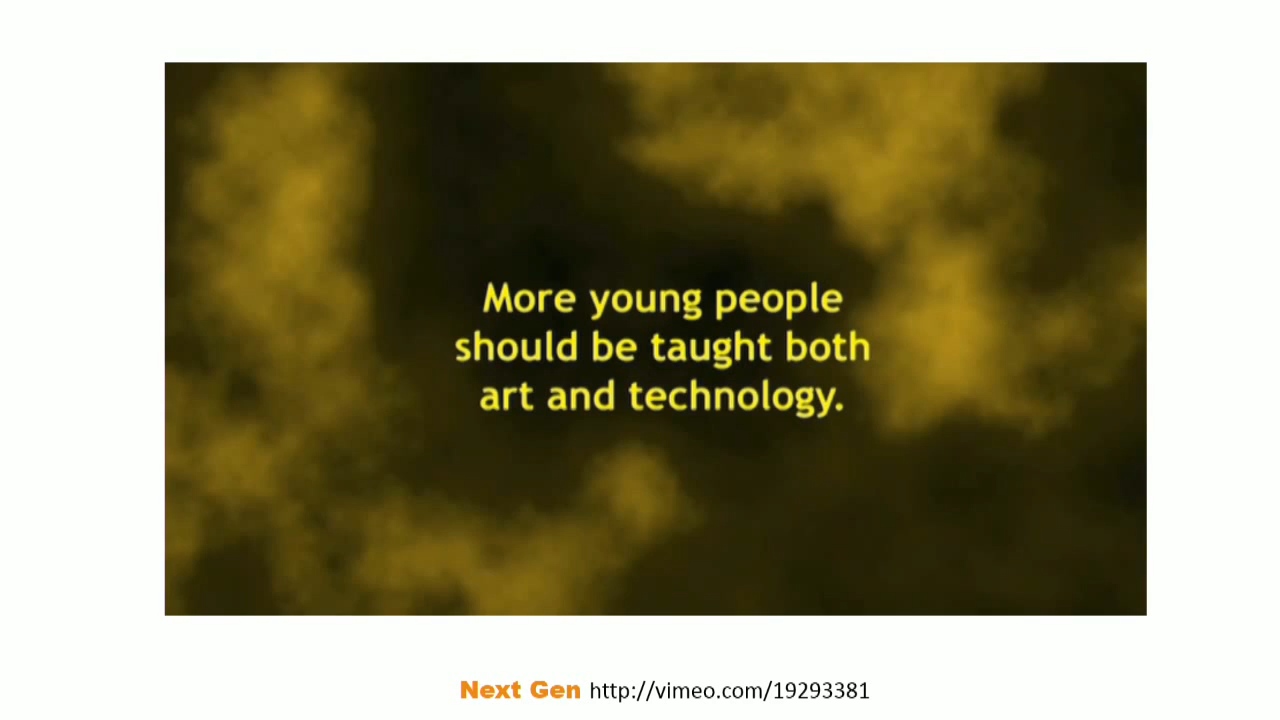 More young people
should be taught both
art and technology.
Next Gen http://vimeo.com/19293381